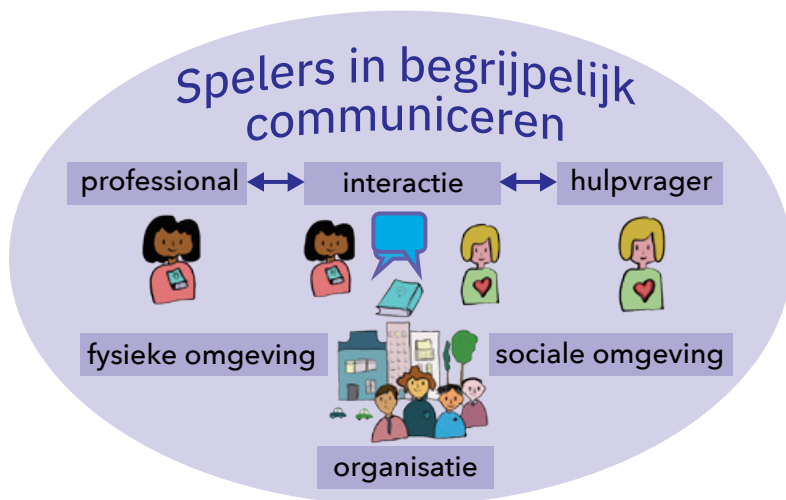 Spelers in begrijpelijk
communiceren
professional
interactie
hulpvrager
fysieke omgeving
sociale omgeving
organisatie